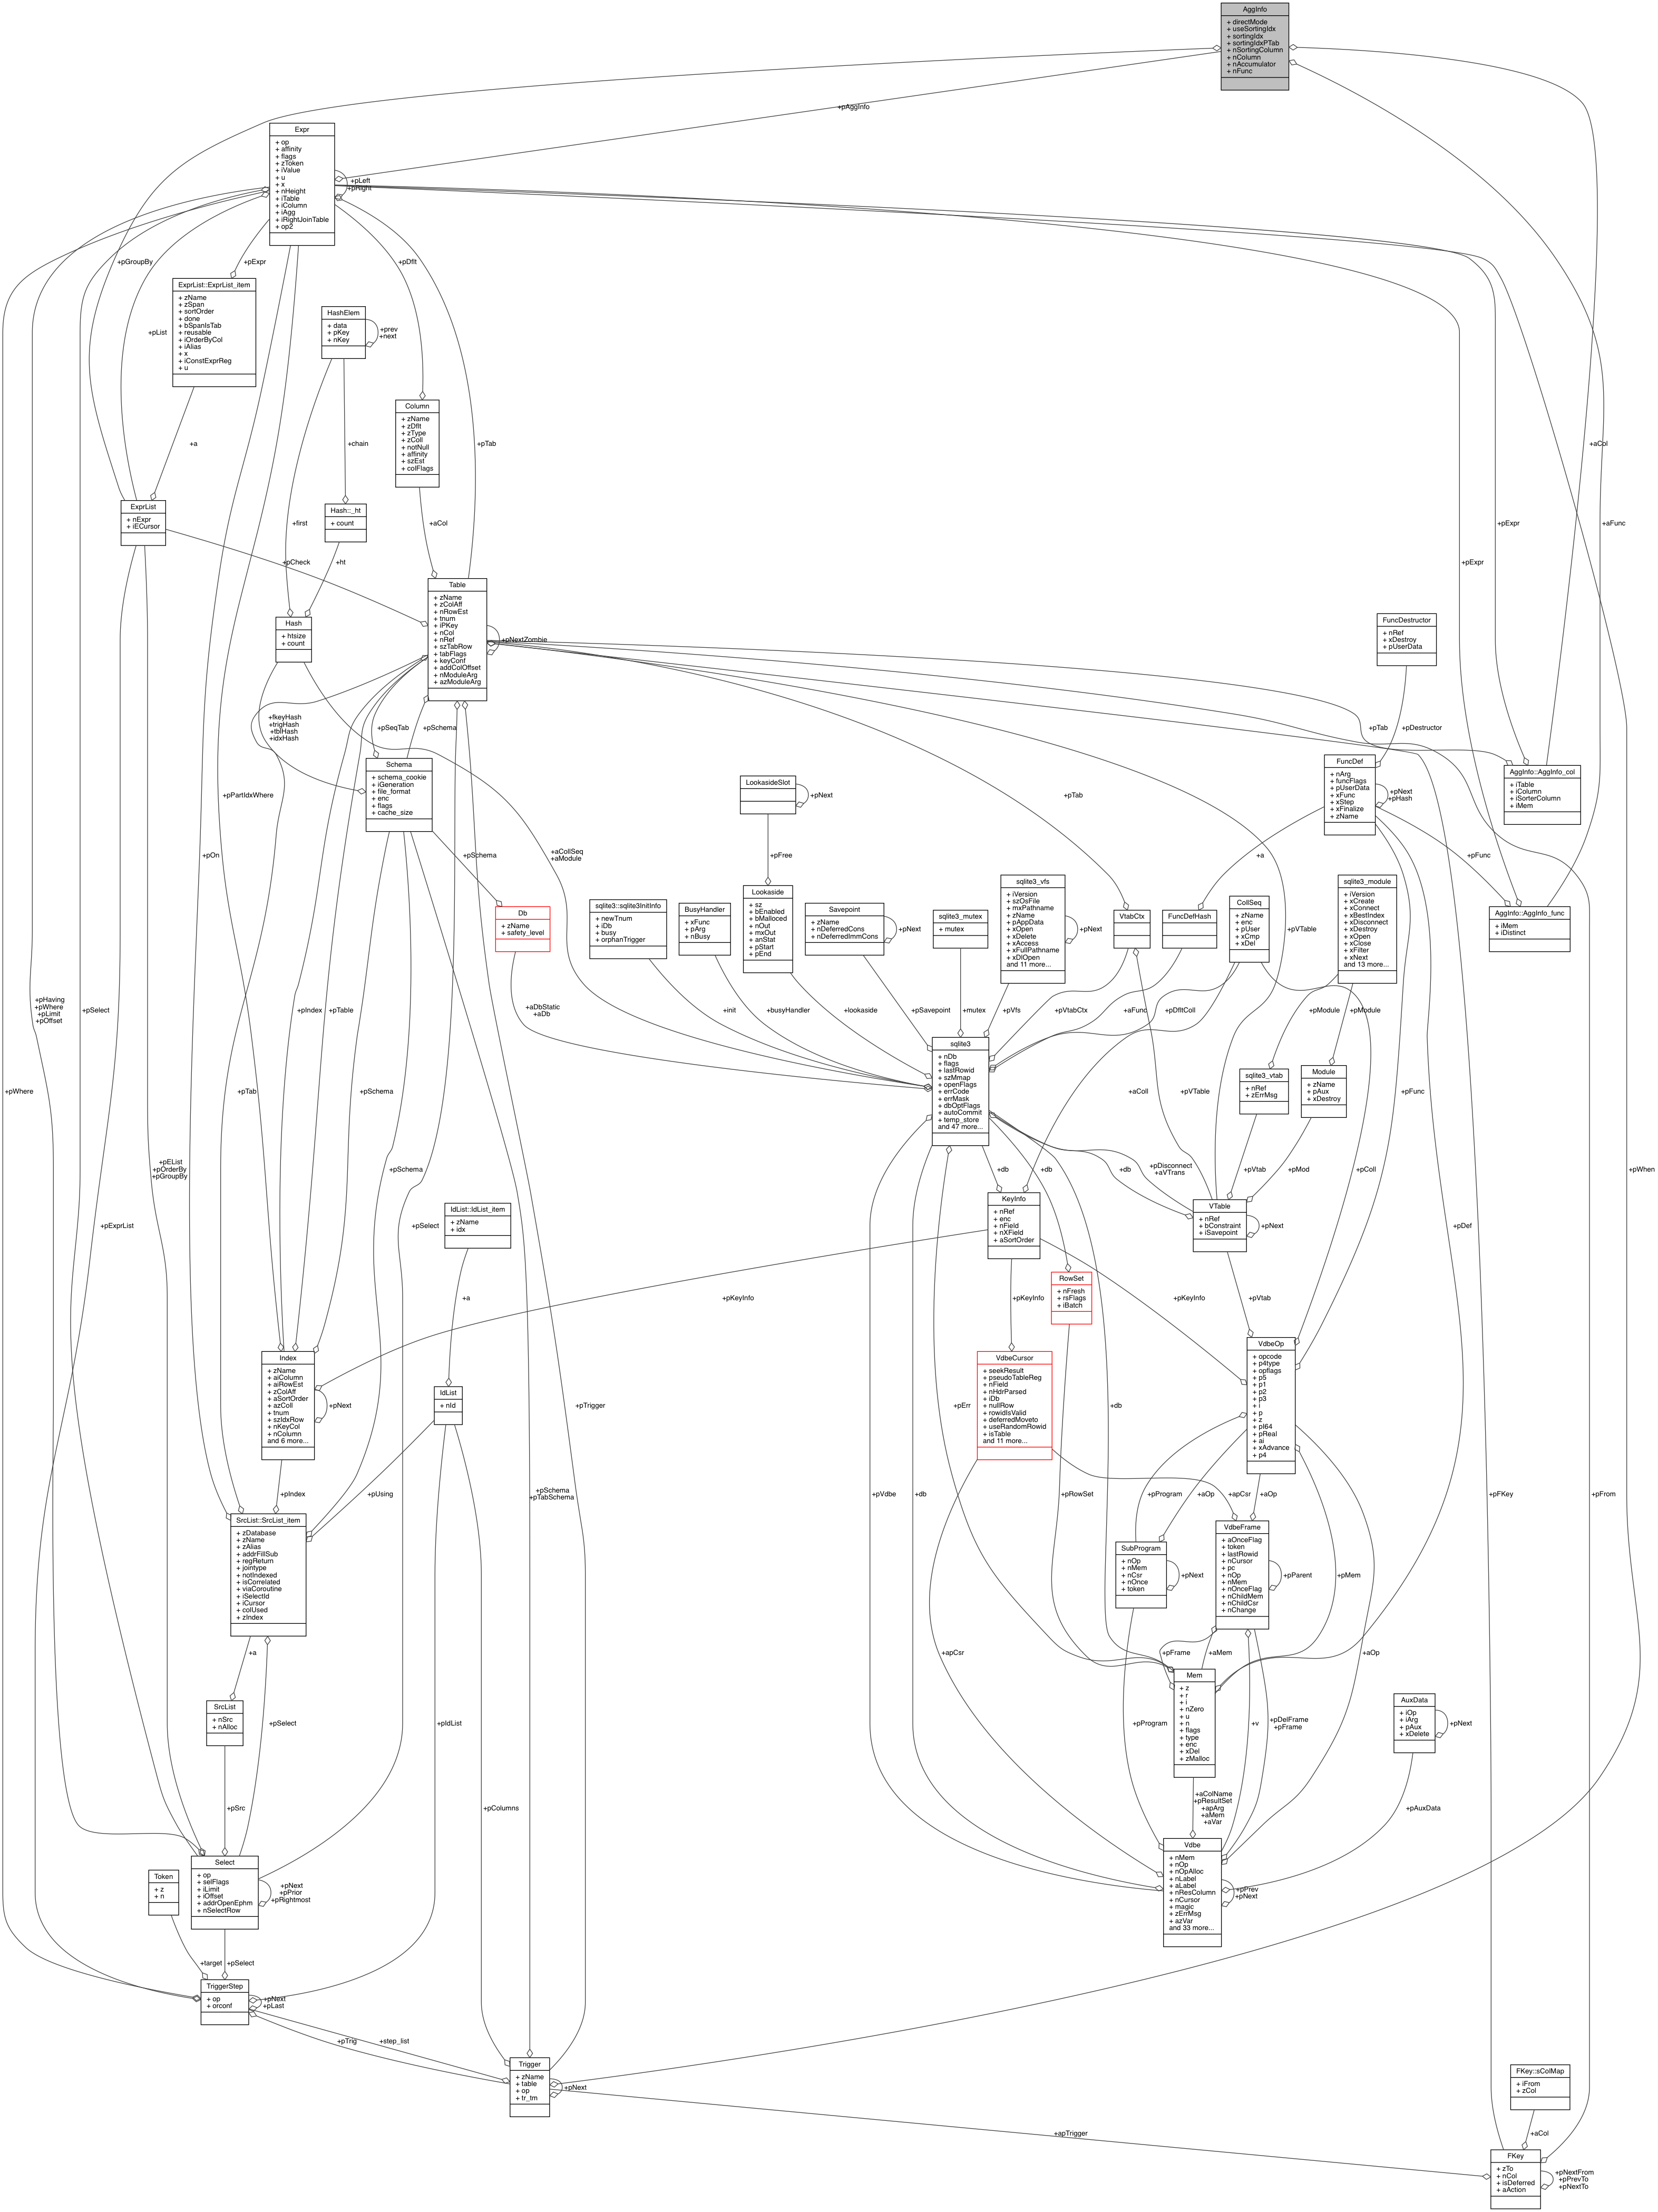 AggInfo
+ directMode
+ useSortingIdx
+ sortingIdx
+ sortingIdxPTab
+ nSortingColumn
+ nColumn
+ nAccumulator
+ nFunc
+pAggInfo
Expr
+ op
+ affinity
+ flags
+ zToken
+ iValue
+ u
+ x
+ nHeight
+ iTable
+ iColumn
+ iAgg
+ iRightJoinTable
+ op2
+pLeft
+pRight
+pGroupBy
+pExpr
+pDflt
ExprList::ExprList_item
+ zName
+ zSpan
+ sortOrder
+ done
+ bSpanIsTab
+ reusable
+ iOrderByCol
+ iAlias
+ x
+ iConstExprReg
+ u
HashElem
+ data
+ pKey
+ nKey
+prev
+next
+pList
Column
+ zName
+ zDflt
+ zType
+ zColl
+ notNull
+ affinity
+ szEst
+ colFlags
+a
+chain
+pTab
+aCol
ExprList
+ nExpr
+ iECursor
Hash::_ht
+ count
+first
+aCol
+pExpr
+aFunc
+pCheck
+ht
+pExpr
Table
+ zName
+ zColAff
+ nRowEst
+ tnum
+ iPKey
+ nCol
+ nRef
+ szTabRow
+ tabFlags
+ keyConf
+ addColOffset
+ nModuleArg
+ azModuleArg
+pNextZombie
Hash
+ htsize
+ count
FuncDestructor
+ nRef
+ xDestroy
+ pUserData
+fkeyHash
+trigHash
+tblHash
+idxHash
+pSeqTab
+pSchema
+pDestructor
+pTab
Schema
+ schema_cookie
+ iGeneration
+ file_format
+ enc
+ flags
+ cache_size
LookasideSlot
+pNext
FuncDef
+ nArg
+ funcFlags
+ pUserData
+ xFunc
+ xStep
+ xFinalize
+ zName
+pNext
+pHash
AggInfo::AggInfo_col
+ iTable
+ iColumn
+ iSorterColumn
+ iMem
+pPartIdxWhere
+pTab
+pOn
+aCollSeq
+aModule
+pSchema
+pFree
+a
+pFunc
Db
+ zName
+ safety_level
sqlite3::sqlite3InitInfo
+ newTnum
+ iDb
+ busy
+ orphanTrigger
BusyHandler
+ xFunc
+ pArg
+ nBusy
Lookaside
+ sz
+ bEnabled
+ bMalloced
+ nOut
+ mxOut
+ anStat
+ pStart
+ pEnd
Savepoint
+ zName
+ nDeferredCons
+ nDeferredImmCons
+pNext
sqlite3_mutex
+ mutex
sqlite3_vfs
+ iVersion
+ szOsFile
+ mxPathname
+ zName
+ pAppData
+ xOpen
+ xDelete
+ xAccess
+ xFullPathname
+ xDlOpen
and 11 more...
+pNext
VtabCtx
FuncDefHash
CollSeq
+ zName
+ enc
+ pUser
+ xCmp
+ xDel
+pVTable
sqlite3_module
+ iVersion
+ xCreate
+ xConnect
+ xBestIndex
+ xDisconnect
+ xDestroy
+ xOpen
+ xClose
+ xFilter
+ xNext
and 13 more...
AggInfo::AggInfo_func
+ iMem
+ iDistinct
+pHaving
+pWhere
+pLimit
+pOffset
+pSelect
+pIndex
+pTable
+aDbStatic
+aDb
+init
+busyHandler
+lookaside
+pSavepoint
+mutex
+pVfs
+pVtabCtx
+aFunc
+pDfltColl
+pModule
+pModule
sqlite3
+ nDb
+ flags
+ lastRowid
+ szMmap
+ openFlags
+ errCode
+ errMask
+ dbOptFlags
+ autoCommit
+ temp_store
and 47 more...
sqlite3_vtab
+ nRef
+ zErrMsg
Module
+ zName
+ pAux
+ xDestroy
+pWhere
+pTab
+pSchema
+aColl
+pVTable
+pFunc
+pEList
+pOrderBy
+pGroupBy
+pSchema
+db
+db
+db
+pDisconnect
+aVTrans
+pVtab
+pMod
+pColl
+pWhen
KeyInfo
+ nRef
+ enc
+ nField
+ nXField
+ aSortOrder
VTable
+ nRef
+ bConstraint
+ iSavepoint
+pNext
IdList::IdList_item
+ zName
+ idx
+pExprList
+pSelect
+pDef
+pKeyInfo
+a
+pKeyInfo
RowSet
+ nFresh
+ rsFlags
+ iBatch
+pKeyInfo
+pVtab
Index
+ zName
+ aiColumn
+ aiRowEst
+ zColAff
+ aSortOrder
+ azColl
+ tnum
+ szIdxRow
+ nKeyCol
+ nColumn
and 6 more...
+pNext
IdList
+ nId
+pTrigger
+pErr
+db
VdbeCursor
+ seekResult
+ pseudoTableReg
+ nField
+ nHdrParsed
+ iDb
+ nullRow
+ rowidIsValid
+ deferredMoveto
+ useRandomRowid
+ isTable
and 11 more...
VdbeOp
+ opcode
+ p4type
+ opflags
+ p5
+ p1
+ p2
+ p3
+ i
+ p
+ z
+ pI64
+ pReal
+ ai
+ xAdvance
+ p4
+pIndex
+pUsing
+pSchema
+pTabSchema
+pVdbe
+db
+pRowSet
+pProgram
+aOp
+apCsr
+aOp
+pFKey
+pFrom
SrcList::SrcList_item
+ zDatabase
+ zName
+ zAlias
+ addrFillSub
+ regReturn
+ jointype
+ notIndexed
+ isCorrelated
+ viaCoroutine
+ iSelectId
+ iCursor
+ colUsed
+ zIndex
SubProgram
+ nOp
+ nMem
+ nCsr
+ nOnce
+ token
+pNext
VdbeFrame
+ aOnceFlag
+ token
+ lastRowid
+ nCursor
+ pc
+ nOp
+ nMem
+ nOnceFlag
+ nChildMem
+ nChildCsr
+ nChange
+pParent
+pMem
+a
+apCsr
+pFrame
+aMem
+aOp
Mem
+ z
+ r
+ i
+ nZero
+ u
+ n
+ flags
+ type
+ enc
+ xDel
+ zMalloc
SrcList
+ nSrc
+ nAlloc
+pSelect
+pIdList
+pProgram
+v
+pDelFrame
+pFrame
AuxData
+ iOp
+ iArg
+ pAux
+ xDelete
+pNext
+pSrc
+pColumns
+aColName
+pResultSet
+apArg
+aMem
+aVar
+pAuxData
Vdbe
+ nMem
+ nOp
+ nOpAlloc
+ nLabel
+ aLabel
+ nResColumn
+ nCursor
+ magic
+ zErrMsg
+ azVar
and 33 more...
+pPrev
+pNext
Token
+ z
+ n
Select
+ op
+ selFlags
+ iLimit
+ iOffset
+ addrOpenEphm
+ nSelectRow
+pNext
+pPrior
+pRightmost
+target
+pSelect
TriggerStep
+ op
+ orconf
+pNext
+pLast
+pTrig
+step_list
Trigger
+ zName
+ table
+ op
+ tr_tm
+pNext
FKey::sColMap
+ iFrom
+ zCol
+apTrigger
+aCol
FKey
+ zTo
+ nCol
+ isDeferred
+ aAction
+pNextFrom
+pPrevTo
+pNextTo